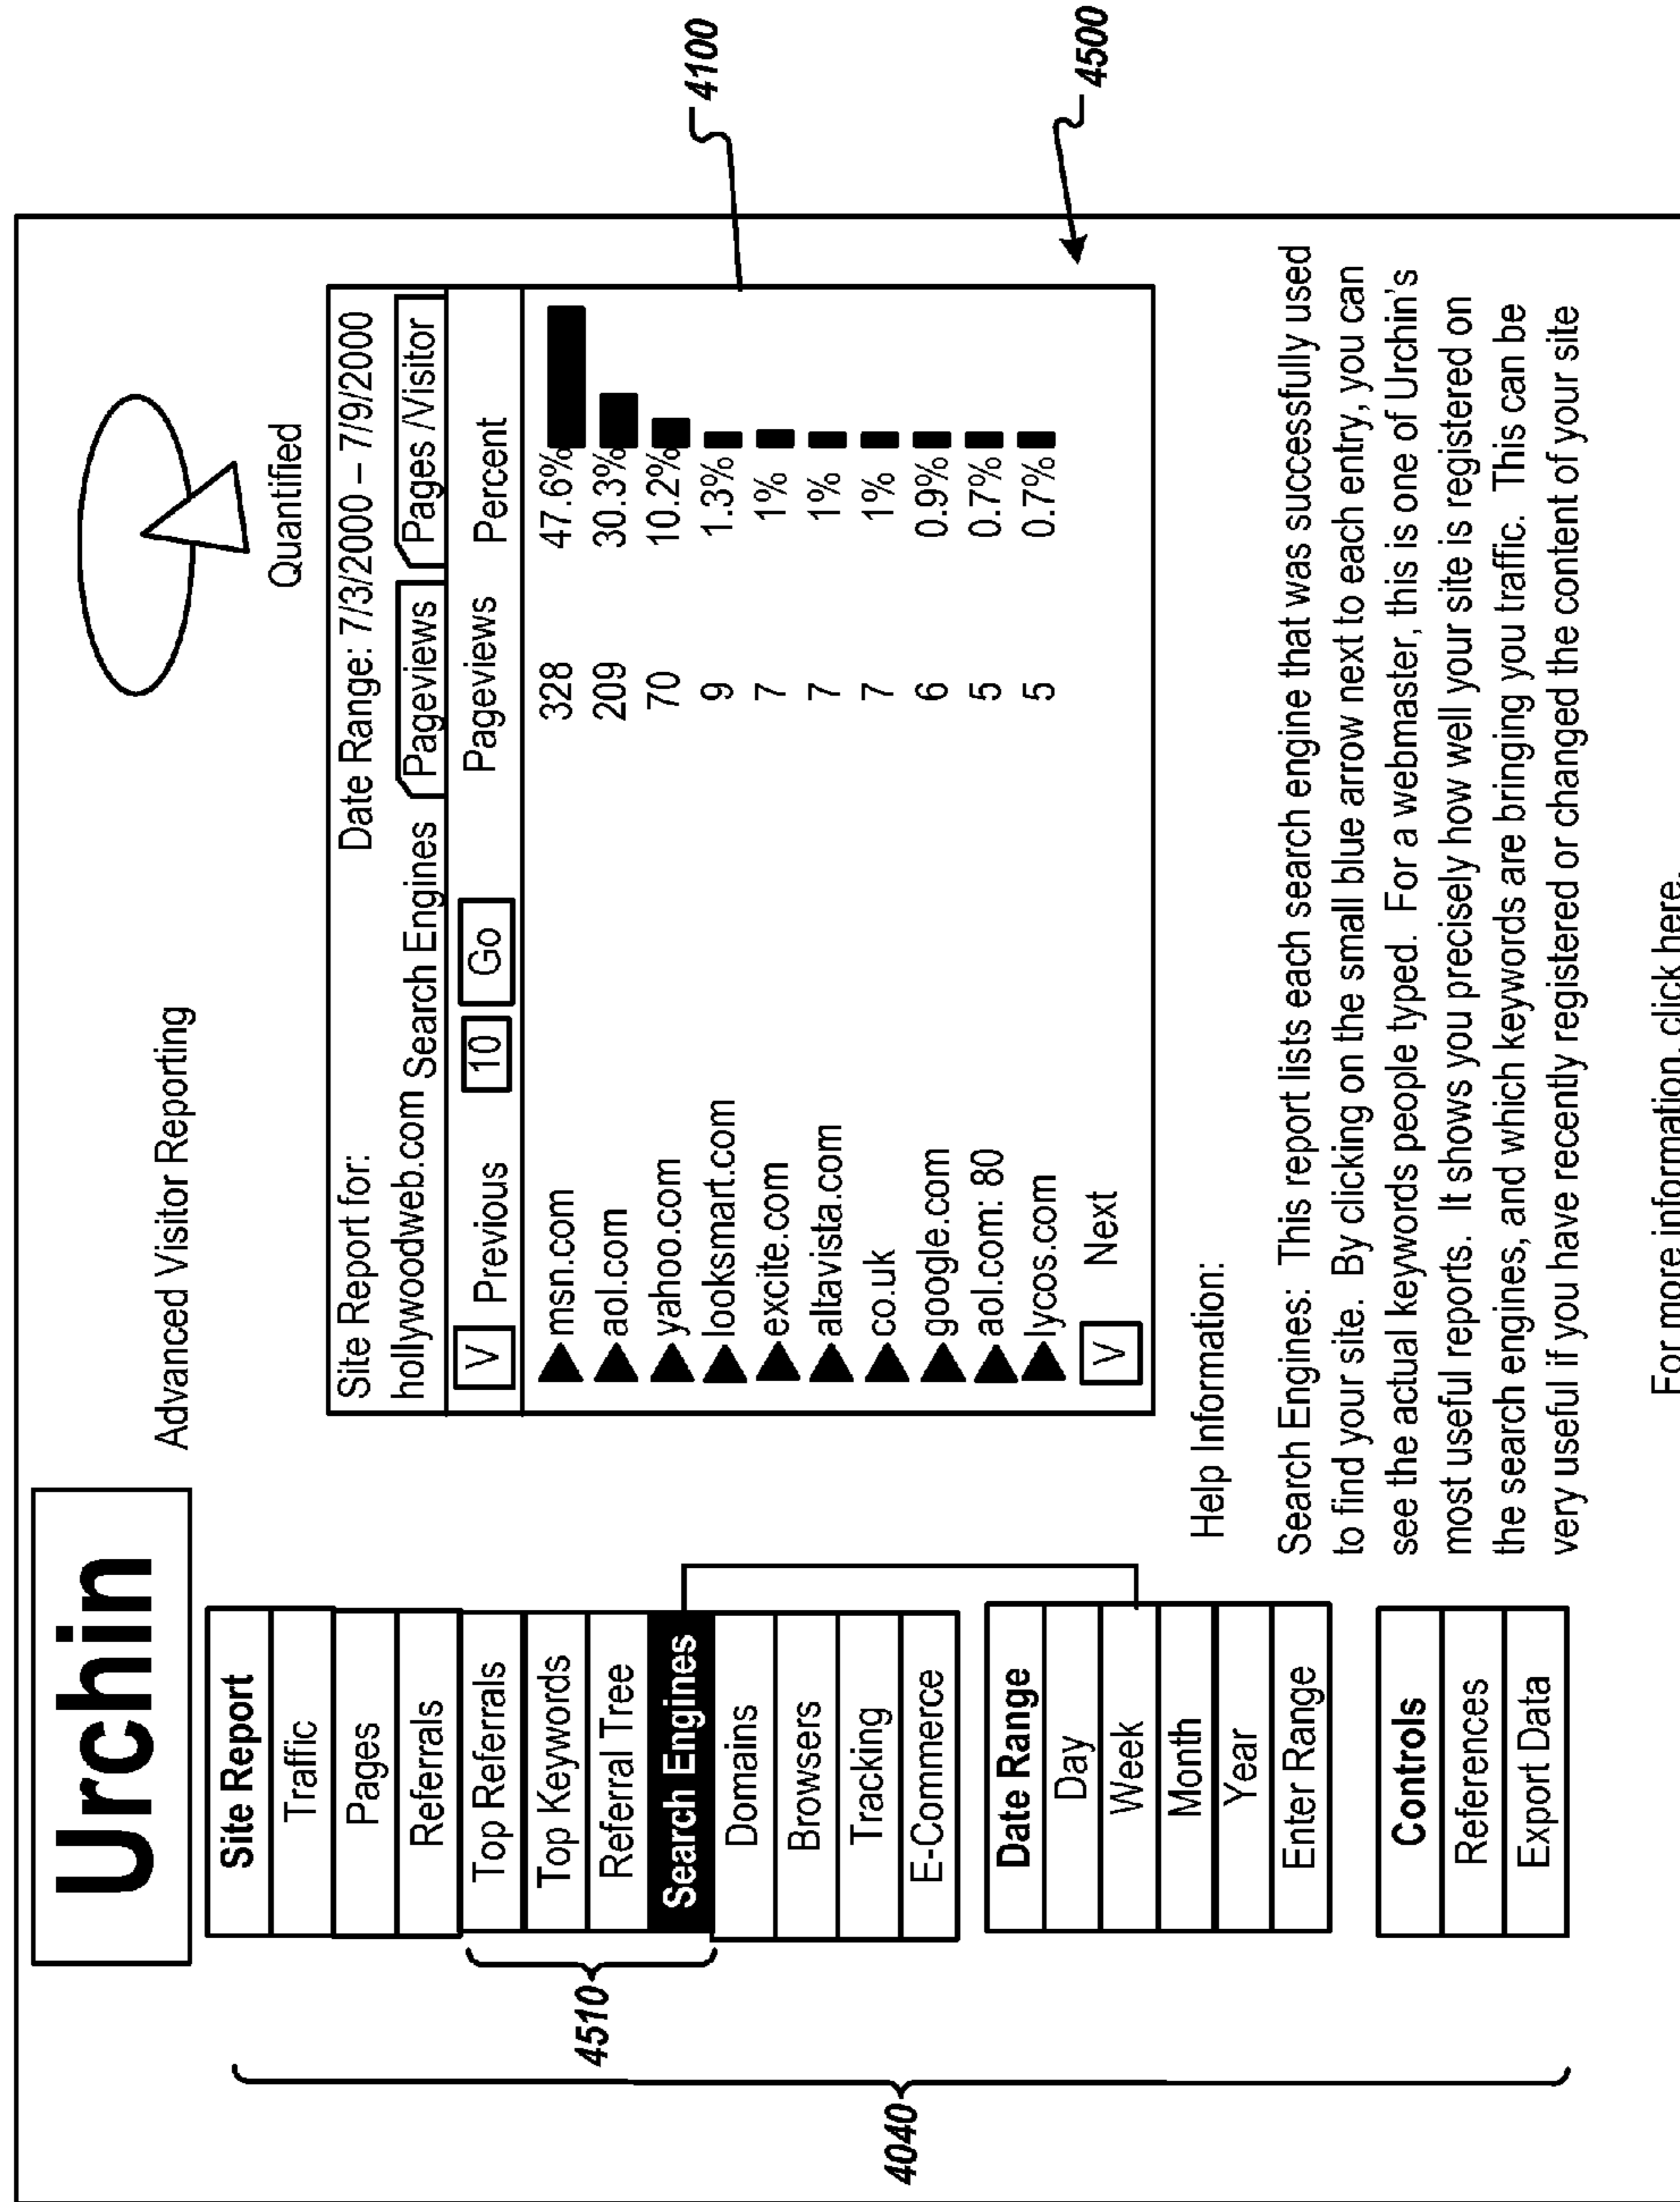 Urchin
Advanced Visitor Reporting
Quantified
Site Report
Traffic
Pages
Referrals
Top Referrals
Top Keywords
Referral Tree
Search Engines
Domains
Browsers
Tracking
E-Commerce
Date Range
Day
Week
Month
Year
Enter Range
Controls
References
Export Data
4510
4040
Site Report for: Date Range: 7/3/2000 – 7/9/2000
hollywoodweb.com Search Engines Pageviews Pages /Visitor
V Previous 10 Go Pageviews Percent
msn.com 328 47.6%
aol.com 209 30.3%
yahoo.com 70 10.2%
looksmart.com 9 1.3%
excite.com 7 1%
altavista.com 7 1%
co.uk 7 1%
google.com 6 0.9%
aol.com: 80 5 0.7%
lycos.com 5 0.7%
V Next
4100
4500
Help Information:
Search Engines: This report lists each search engine that was successfully used
to find your site. By clicking on the small blue arrow next to each entry, you can
see the actual keywords people typed. For a webmaster, this is one of Urchin's
most useful reports. It shows you precisely how well your site is registered on
the search engines, and which keywords are bringing you traffic. This can be
very useful if you have recently registered or changed the content of your site
For more information, click here.